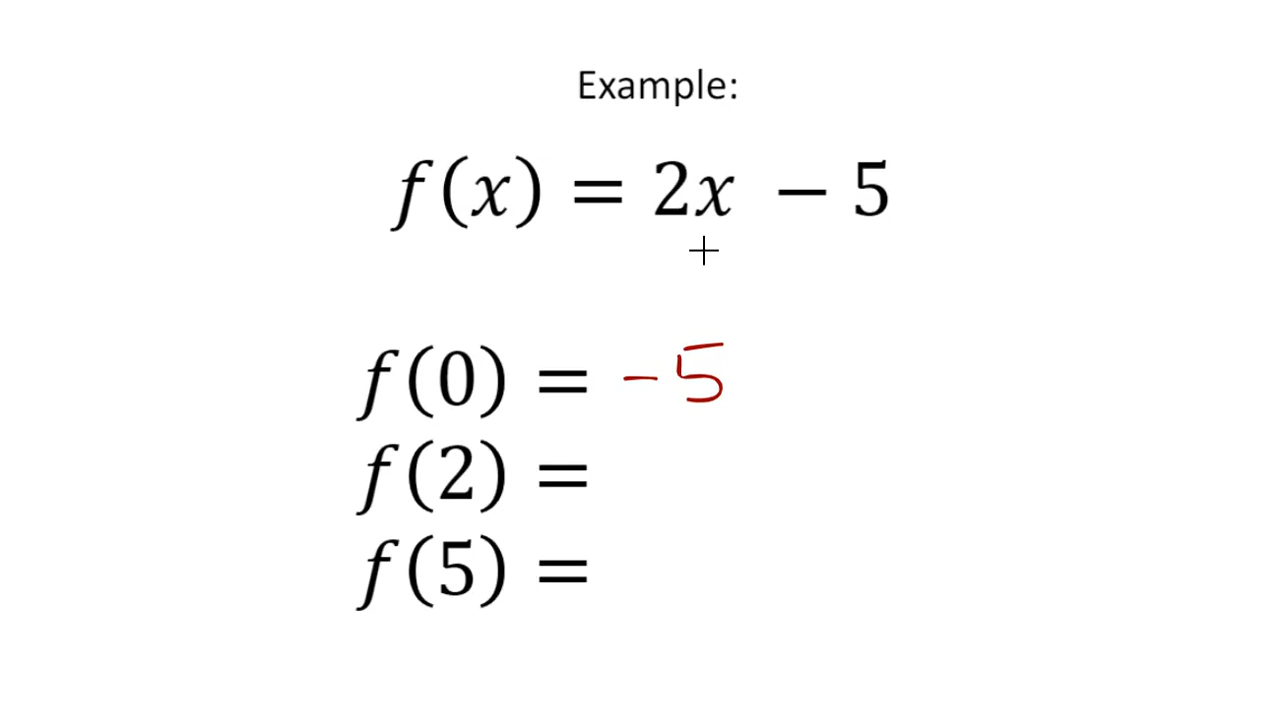 Example:
f(x) = 2x − 5
f(0) = −5
f(2) =
f(5) =